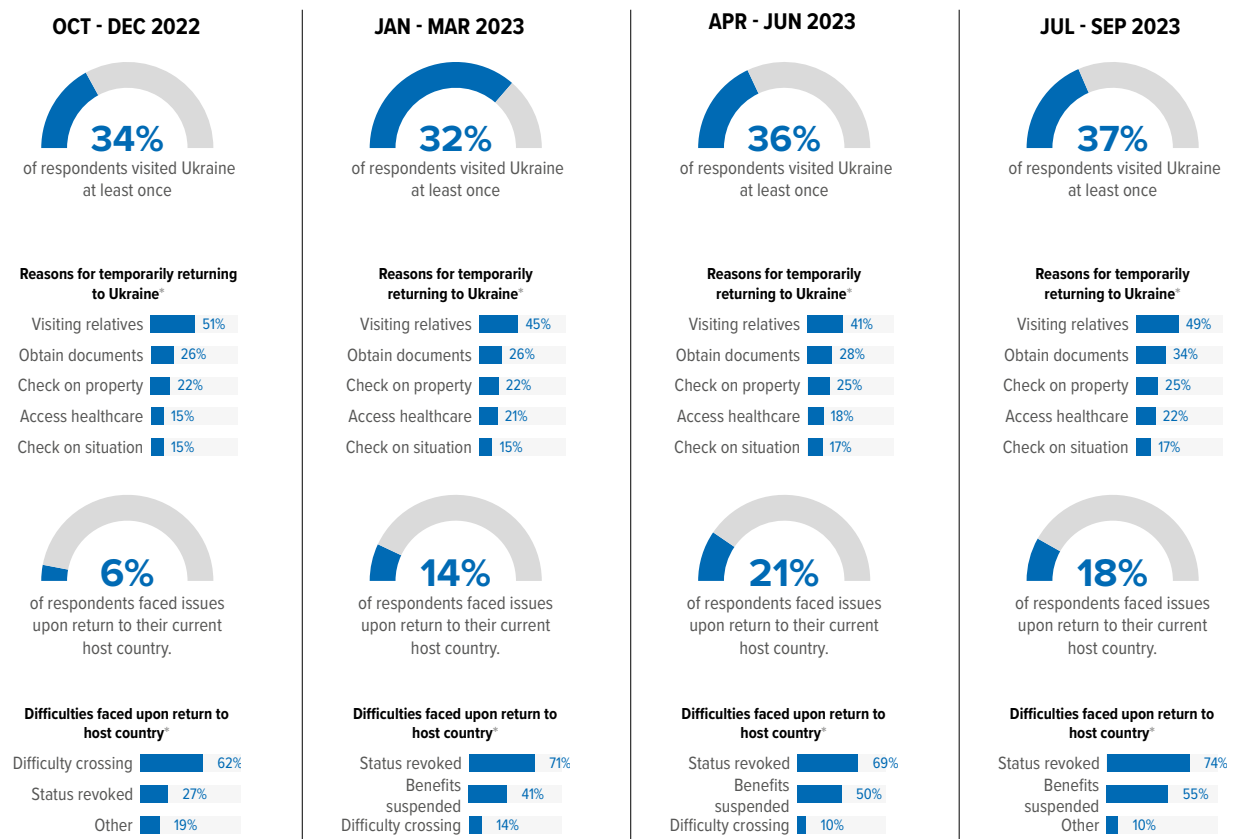 OCT - DEC 2022
34%
of respondents visited Ukraine
at least once
Reasons for temporarily returning
to Ukraine*
Visiting relatives 51%
Obtain documents 26%
Check on property 22%
Access healthcare 15%
Check on situation 15%
6%
of respondents faced issues
upon return to their current
host country.
Difficulties faced upon return to
host country*
Difficulty crossing 62%
Status revoked 27%
Other 19%
JAN - MAR 2023
32%
of respondents visited Ukraine
at least once
Reasons for temporarily
returning to Ukraine*
Visiting relatives 45%
Obtain documents 26%
Check on property 22%
Access healthcare 21%
Check on situation 15%
14%
of respondents faced issues
upon return to their current
host country.
Difficulties faced upon return to
host country*
Status revoked 71%
Benefits
suspended 41%
Difficulty crossing 14%
APR - JUN 2023
36%
of respondents visited Ukraine
at least once
Reasons for temporarily
returning to Ukraine*
Visiting relatives 41%
Obtain documents 28%
Check on property 25%
Access healthcare 18%
Check on situation 17%
21%
of respondents faced issues
upon return to their current
host country.
Difficulties faced upon return to
host country*
Status revoked 69%
Benefits
suspended 50%
Difficulty crossing 10%
JUL - SEP 2023
37%
of respondents visited Ukraine
at least once
Reasons for temporarily
returning to Ukraine*
Visiting relatives 49%
Obtain documents 34%
Check on property 25%
Access healthcare 22%
Check on situation 17%
18%
of respondents faced issues
upon return to their current
host country.
Difficulties faced upon return to
host country*
Status revoked 74%
Benefits
suspended 55%
Other 10%